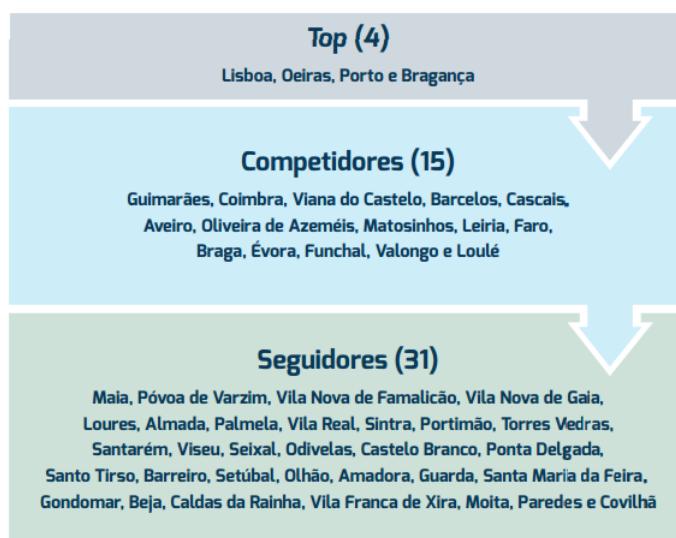 Top (4)
Lisboa, Oeiras, Porto e Bragança
Competidores (15)
Guimarães, Coimbra, Viana do Castelo, Barcelos, Cascais,
Aveiro, Oliveira de Azeméis, Matosinhos, Leiria, Faro,
Braga, Évora, Funchal, Valongo e Loulé
Seguidores (31)
Maia, Póvoa de Varzim, Vila Nova de Famalicão, Vila Nova de Gaia,
Loures, Almada, Palmela, Vila Real, Sintra, Portimão, Torres Vedras,
Santarém, Viseu, Seixal, Odivelas, Castelo Branco, Ponta Delgada,
Santo Tirso, Barreiro, Setúbal, Olhão, Amadora, Guarda, Santa Maria da Feira,
Gondomar, Beja, Caldas da Rainha, Vila Franca de Xira, Moita, Paredes e Covilhã